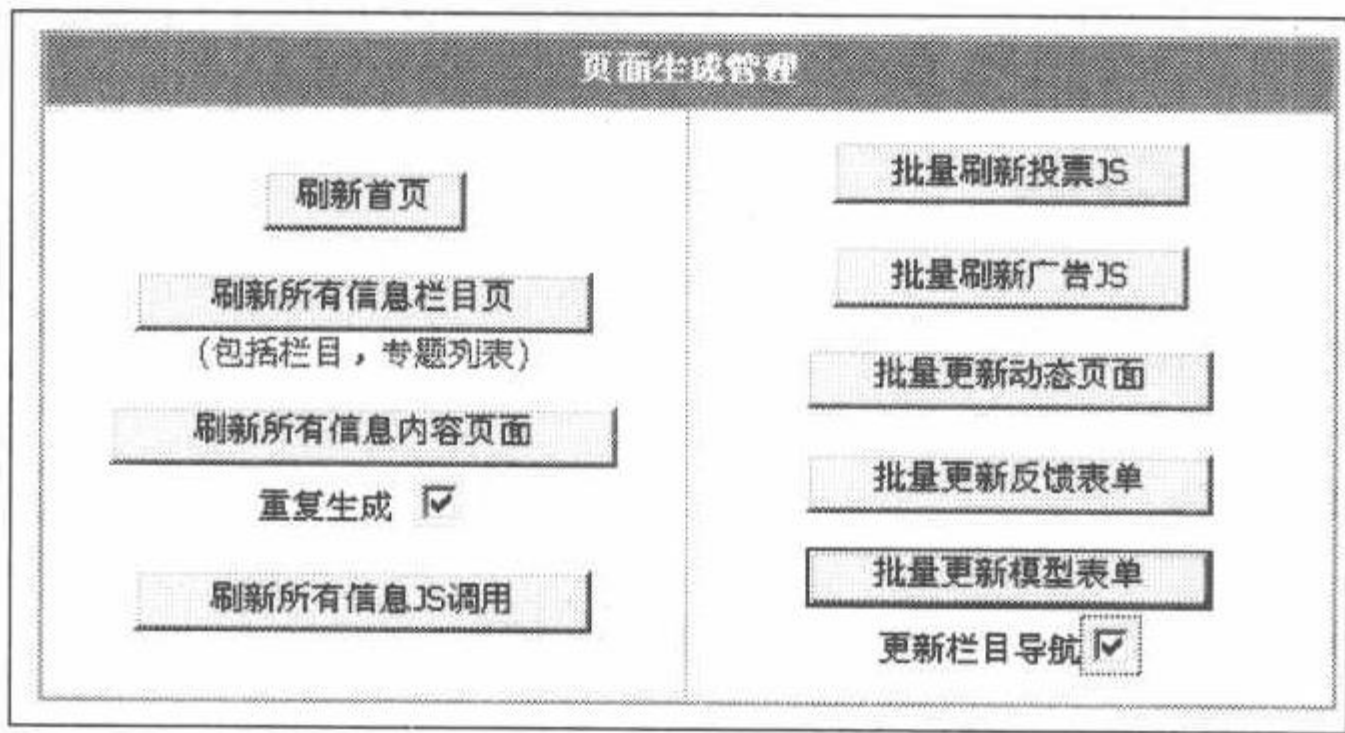 页面生成管理
刷新首页
刷新所有信息栏目页
(包括栏目，专题列表)
刷新所有信息内容页面
重复生成
刷新所有信息JS调用
批量刷新投票JS
批量刷新广告JS
批量更新动态页面
批量更新反馈表单
批量更新模型表单
更新栏目导航